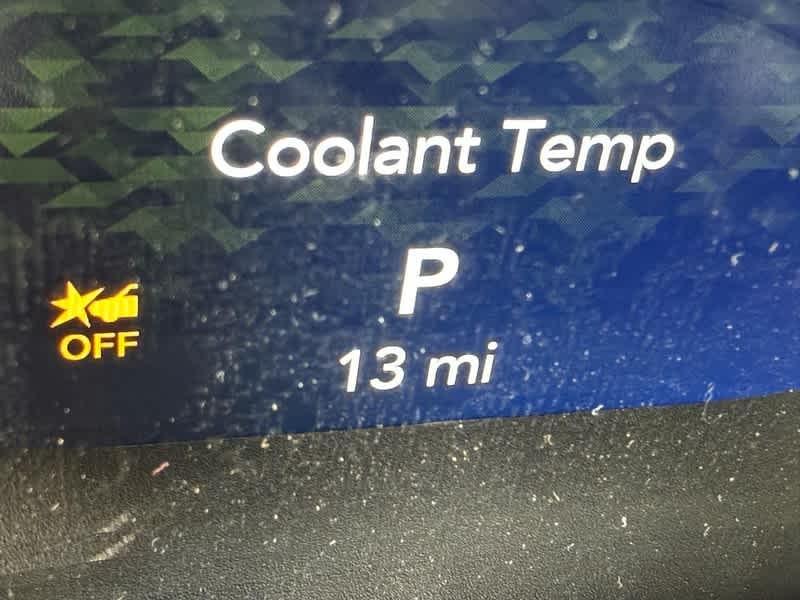 Coolant Temp
P
OFF
13 mi